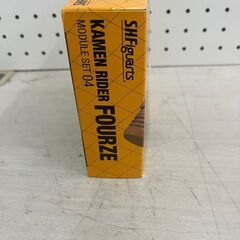 S.H.Figuarts
KAMEN RIDER FOURZE
MODULE SET 04